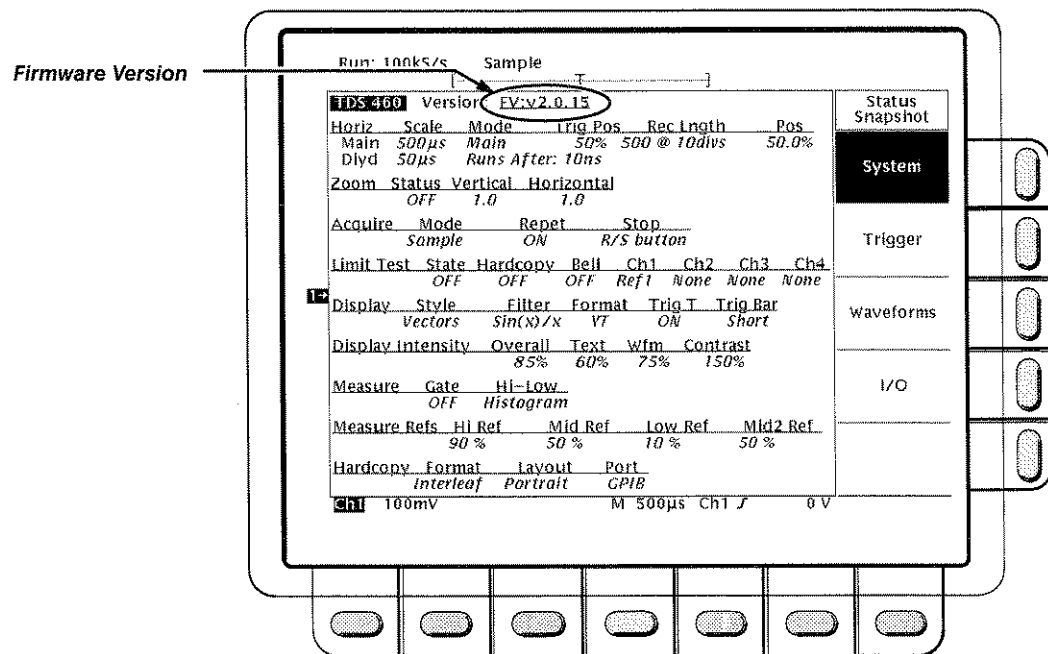 Firmware Version
Run: 100kS/s Sample
[ T ]
TDS 460 Version: FV:v2.0.15
Horiz Scale Mode Trig Pos Rec Lngth Pos
Main 500µs Main 50% 500 @ 10divs 50.0%
Dlyd 50µs Runs After: 10ns
Zoom Status Vertical Horizontal
OFF 1.0 1.0
Acquire Mode Repet Stop
Sample ON R/S button
Limit Test State Hardcopy Bell Ch1 Ch2 Ch3 Ch4
OFF OFF OFF Ref1 None None None
1→
Display Style Filter Format Trig T Trig Bar
Vectors Sin(x)/x YT ON Short
Display Intensity Overall Text Wfm Contrast
85% 60% 75% 150%
Measure Gate Hi-Low
OFF Histogram
Measure Refs Hi Ref Mid Ref Low Ref Mid2 Ref
90 % 50 % 10 % 50 %
Hardcopy Format Layout Port
Interleaf Portrait GPIB
Ch1 100mV M 500µs Ch1 ∫ 0 V
Status
Snapshot
System
Trigger
Waveforms
I/O